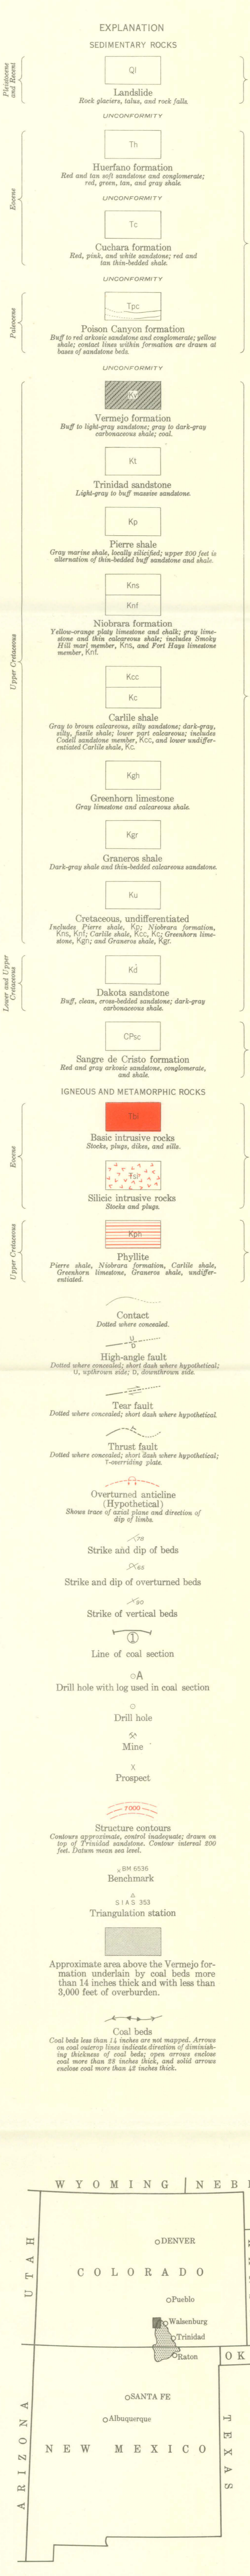 EXPLANATION
SEDIMENTARY ROCKS
Pleistocene and Recent
Ql
Landslide
Rock glaciers, talus, and rock falls.
UNCONFORMITY
Eocene
Th
Huerfano formation
Red and tan soft sandstone and conglomerate;
red, green, tan, and gray shale.
UNCONFORMITY
Tc
Cuchara formation
Red, pink, and white sandstone; red and
tan thin-bedded shale.
UNCONFORMITY
Paleocene
Tpc
Poison Canyon formation
Buff to red arkosic sandstone and conglomerate; yellow
shale; contact lines within formation are drawn at
bases of sandstone beds.
UNCONFORMITY
Upper Cretaceous
Kv
Vermejo formation
Buff to light-gray sandstone; gray to dark-gray
carbonaceous shale; coal.
Kt
Trinidad sandstone
Light-gray to buff massive sandstone.
Kp
Pierre shale
Gray marine shale, locally silicified; upper 200 feet is
alternation of thin-bedded buff sandstone and shale.
Kns
Knf
Niobrara formation
Yellow-orange platy limestone and chalk; gray lime-
stone and thin calcareous shale; includes Smoky
Hill marl member, Kns, and Fort Hays limestone
member, Knf.
Kcc
Kc
Carlile shale
Gray to brown calcareous, silty sandstone; dark-gray,
silty, fissile shale; lower part calcareous; includes
Codell sandstone member, Kcc, and lower undiffer-
entiated Carlile shale, Kc.
Kgh
Greenhorn limestone
Gray limestone and calcareous shale.
Kgr
Graneros shale
Dark-gray shale and thin-bedded calcareous sandstone.
Ku
Cretaceous, undifferentiated
Includes Pierre shale, Kp; Niobrara formation,
Kns, Knf; Carlile shale, Kcc, Kc; Greenhorn lime-
stone, Kgh; and Graneros shale, Kgr.
Lower and Upper Cretaceous
Kd
Dakota sandstone
Buff, clean, cross-bedded sandstone; dark-gray
carbonaceous shale.
CPsc
Sangre de Cristo formation
Red and gray arkosic sandstone, conglomerate,
and shale.
IGNEOUS AND METAMORPHIC ROCKS
Eocene
Tbi
Basic intrusive rocks
Stocks, plugs, dikes, and sills.
Tsi
Silicic intrusive rocks
Stocks and plugs.
Upper Cretaceous
Kph
Phyllite
Pierre shale, Niobrara formation, Carlile shale,
Greenhorn limestone, Graneros shale, undiffer-
entiated.
Contact
Dotted where concealed.
U
D
High-angle fault
Dotted where concealed; short dash where hypothetical;
U, upthrown side; D, downthrown side.
Tear fault
Dotted where concealed; short dash where hypothetical.
Thrust fault
Dotted where concealed; short dash where hypothetical;
T-overriding plate.
Overturned anticline
(Hypothetical)
Shows trace of axial plane and direction of
dip of limbs.
Strike and dip of beds
Strike and dip of overturned beds
90
Strike of vertical beds
1
Line of coal section
A
Drill hole with log used in coal section
Drill hole
Mine
X
Prospect
7000
Structure contours
Contours approximate, control inadequate; drawn on
top of Trinidad sandstone. Contour internal 200
feet. Datum mean sea level.
x BM 6536
Benchmark
SIAS 353
Triangulation station
Approximate area above the Vermejo for-
mation underlain by coal beds more
than 14 inches thick and with less than
3,000 feet of overburden.
Coal beds
Coal beds less than 14 inches are not mapped. Arrows
on coal outcrop lines indicate direction of diminish-
ing thickness of coal beds; open arrows enclose
coal more than 28 inches thick, and solid arrows
enclose coal more than 42 inches thick.
WYOMING NEB
UTAH
DENVER
COLORADO
Pueblo
Walsenburg
Trinidad
Raton
OK
SANTA FE
Albuquerque
ARIZONA
NEW MEXICO
TEXAS